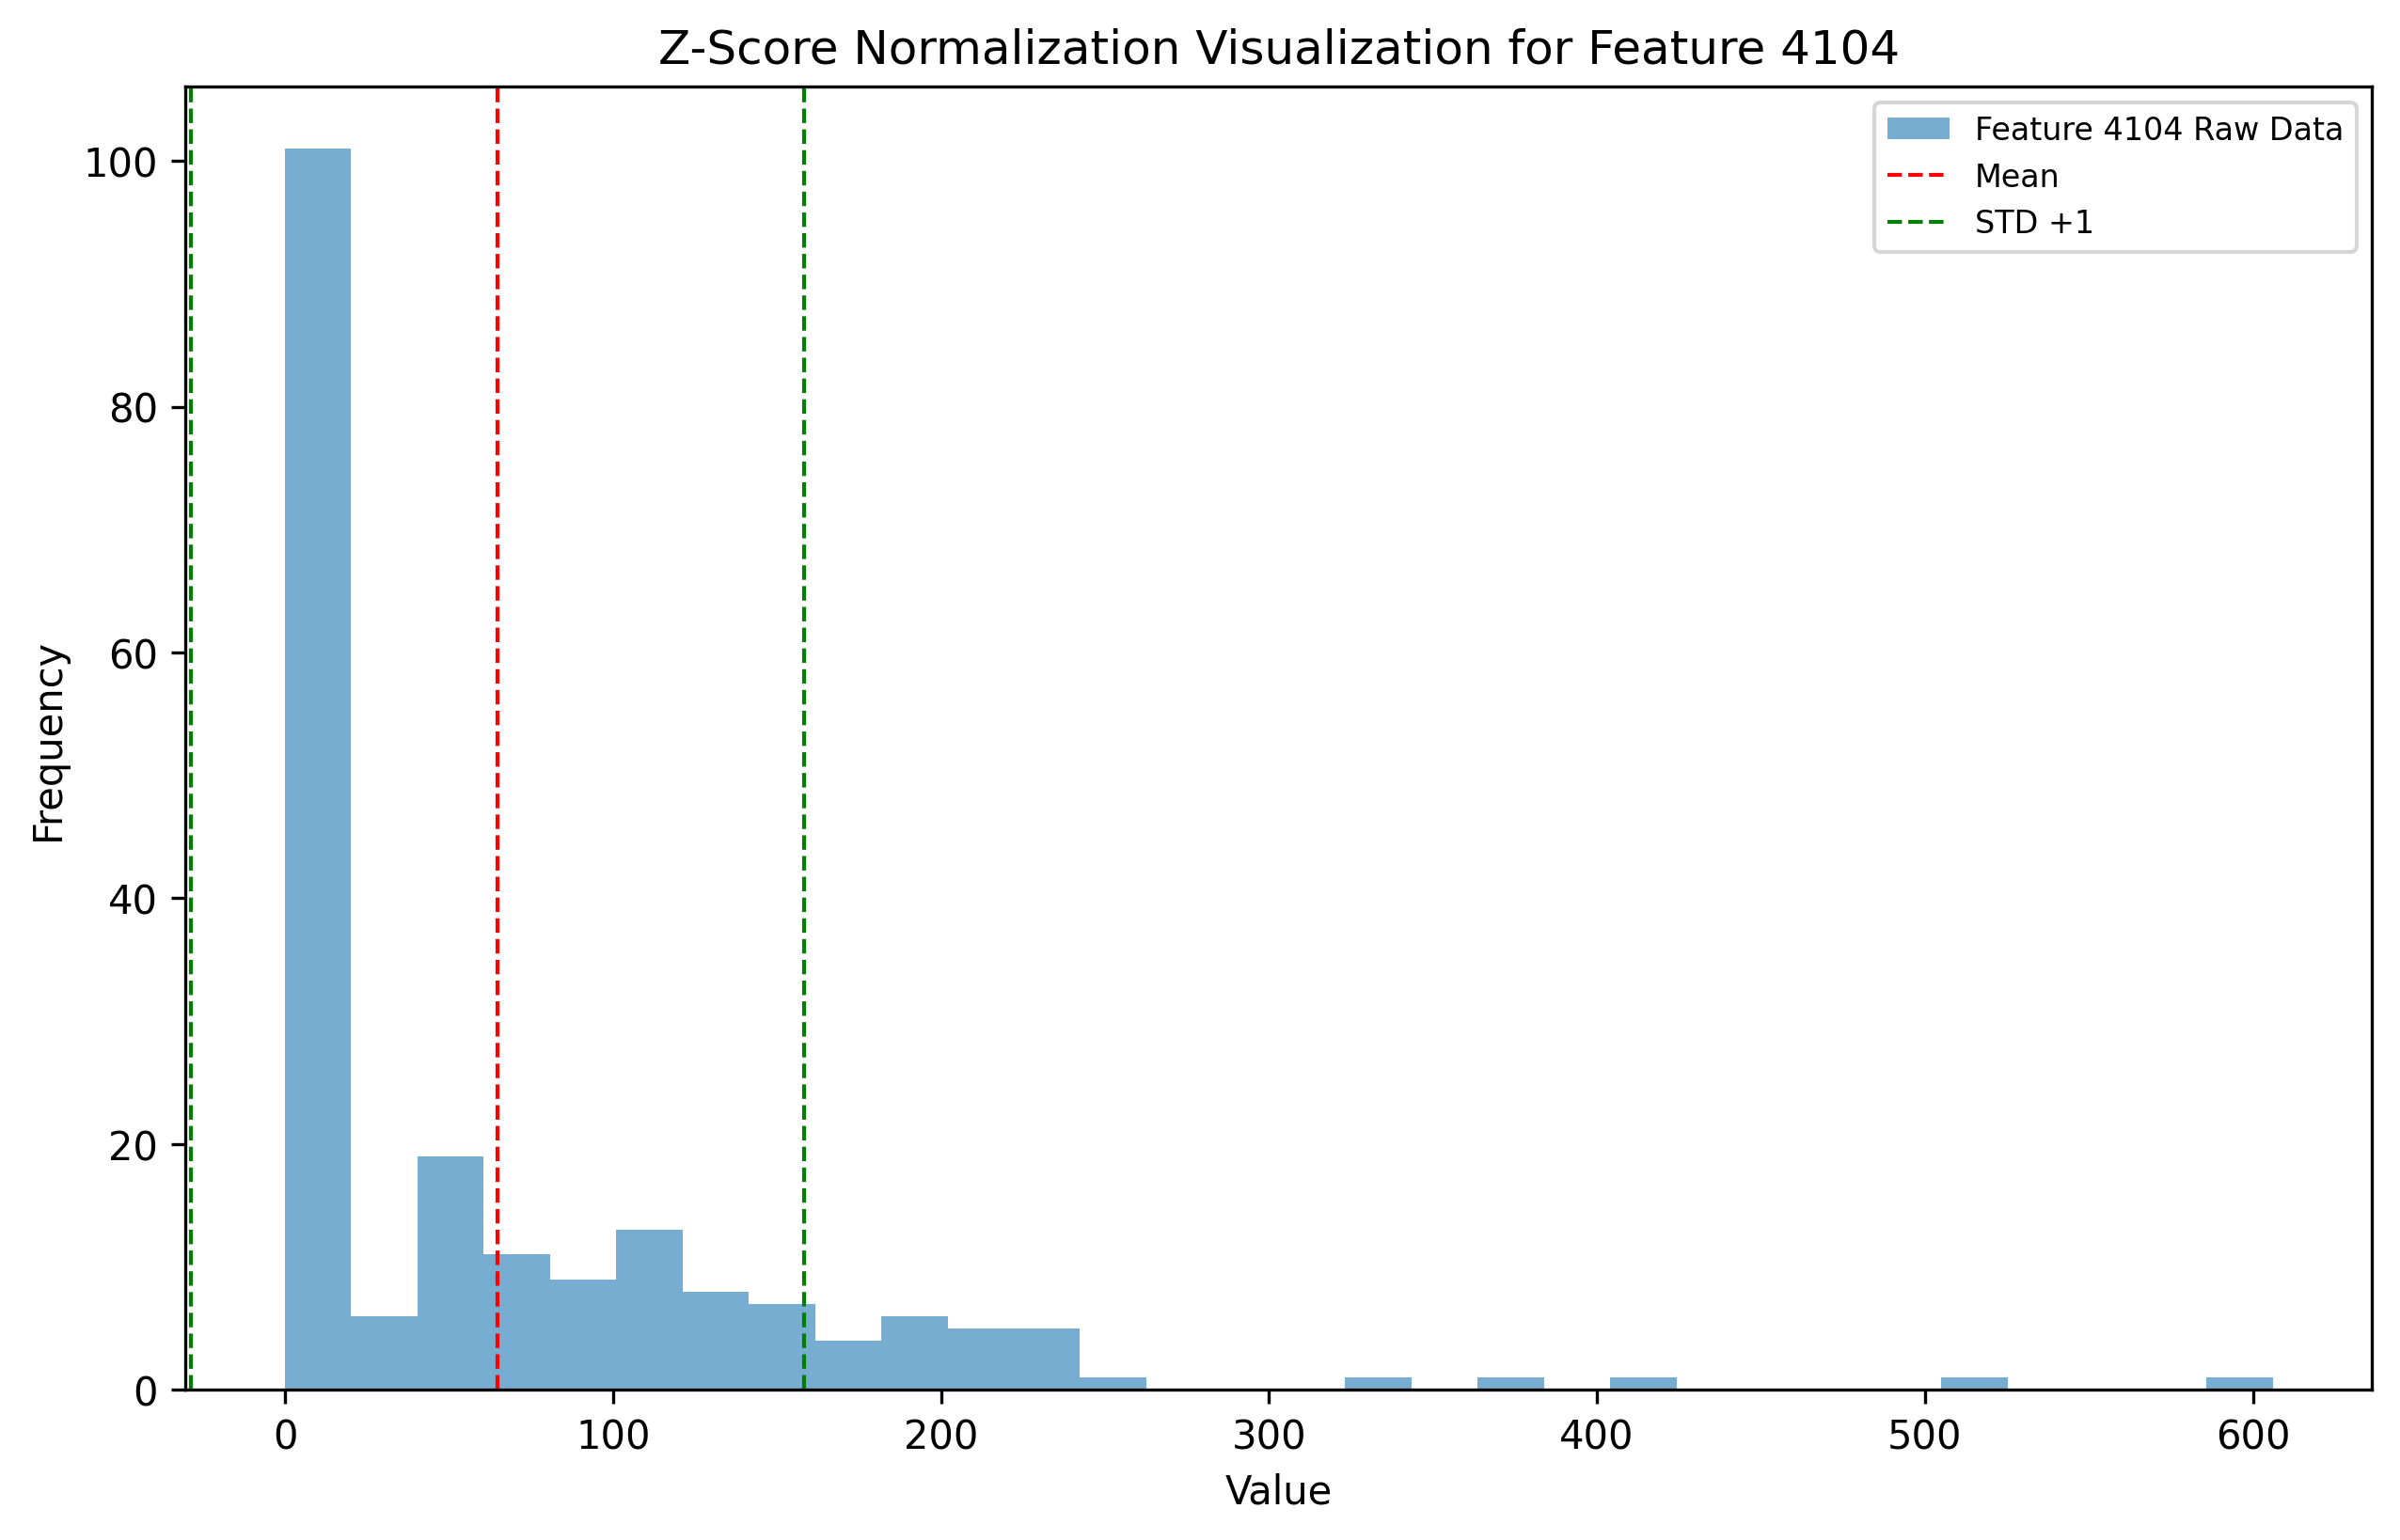 Z-Score Normalization Visualization for Feature 4104
Feature 4104 Raw Data
Mean
STD +1
100
80
60
40
20
0
Frequency
0 100 200 300 400 500 600
Value